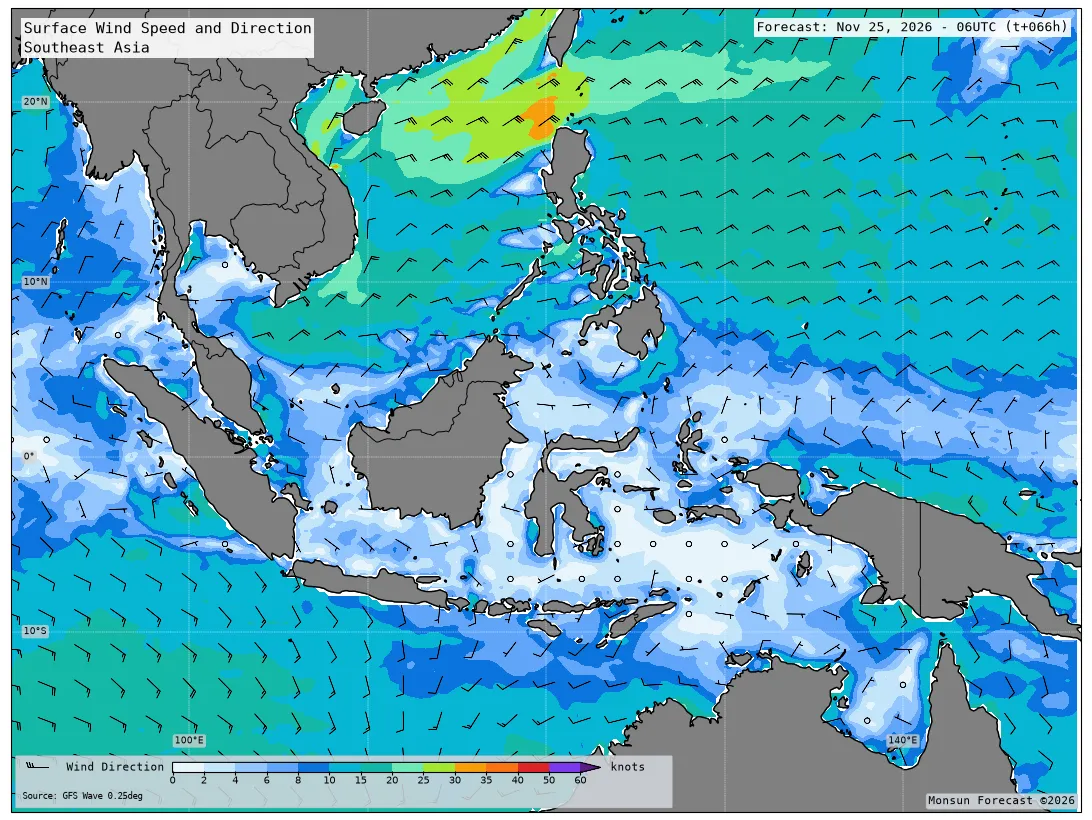 Surface Wind Speed and Direction
Southeast Asia
Forecast: Nov 25, 2026 - 06UTC (t+066h)
20°N
10°N
0°
10°S
100°E
140°E
Wind Direction
0 2 4 6 8 10 15 20 25 30 35 40 50 60
knots
Source: GFS Wave 0.25deg
Monsun Forecast ©2026